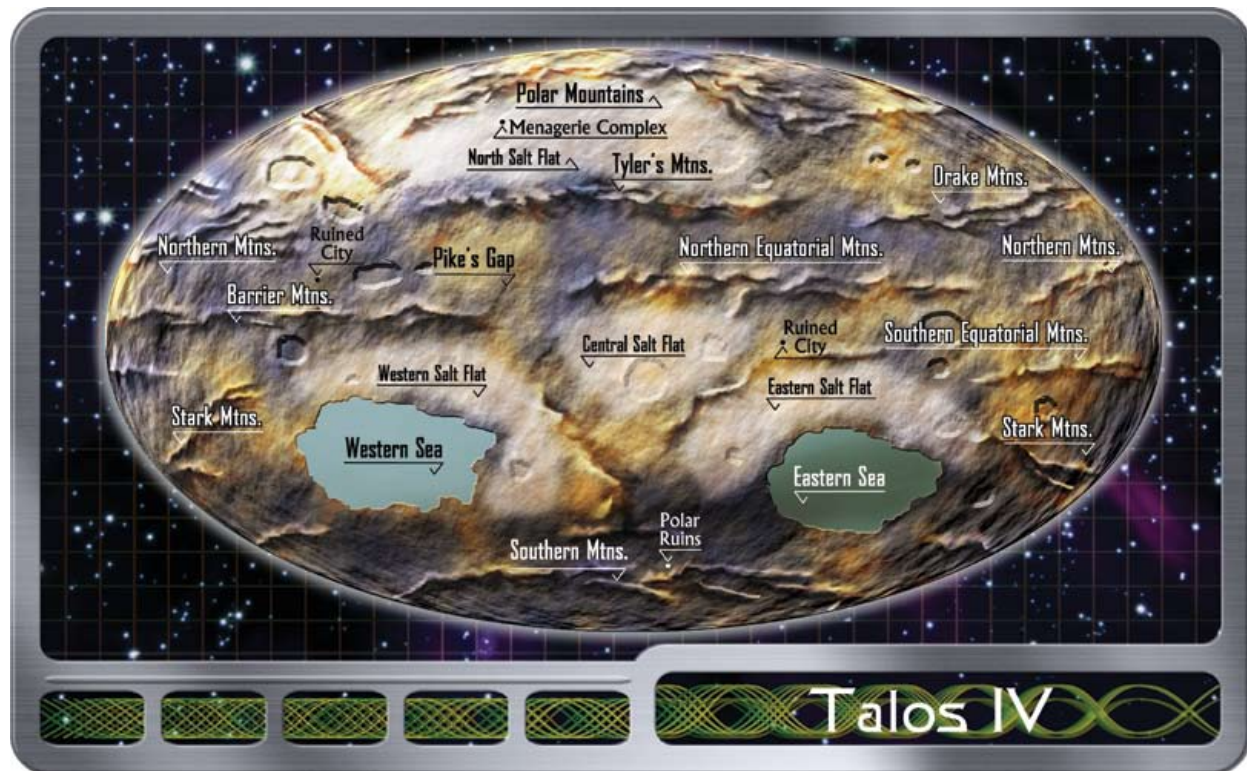 Polar Mountains
Menagerie Complex
North Salt Flat
Tyler's Mtns.
Drake Mtns.
Northern Mtns.
Ruined
City
Pike's Gap
Northern Equatorial Mtns.
Northern Mtns.
Barrier Mtns.
Central Salt Flat
Ruined
City
Southern Equatorial Mtns.
Western Salt Flat
Eastern Salt Flat
Stark Mtns.
Western Sea
Eastern Sea
Stark Mtns.
Southern Mtns.
Polar
Ruins
Talos IV